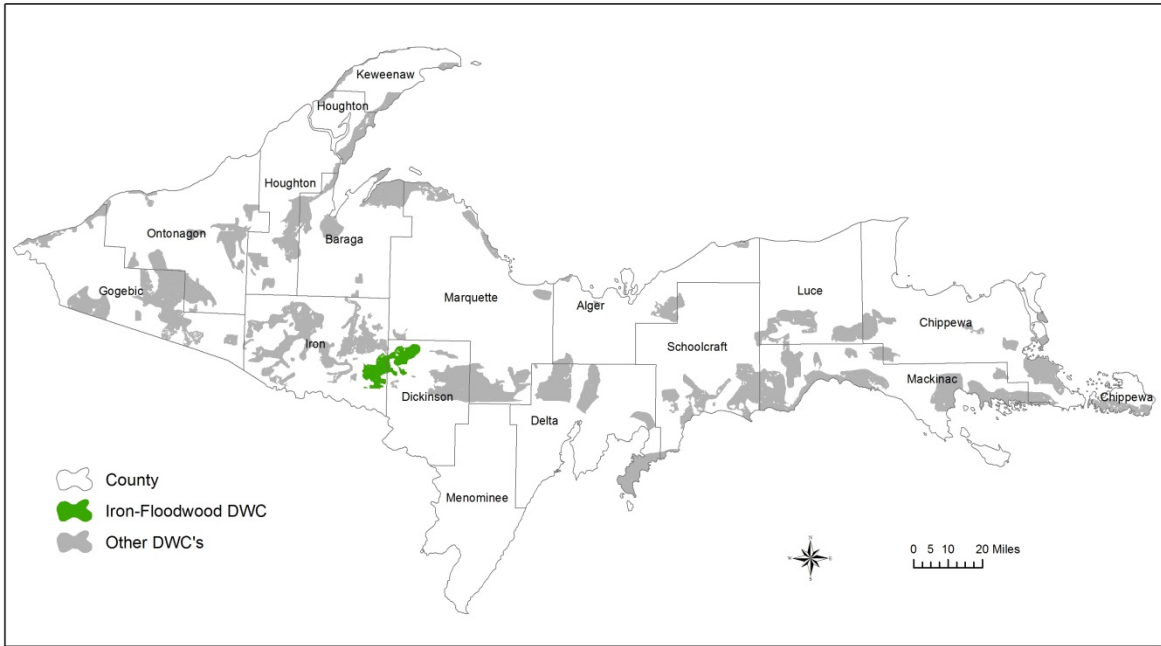 Keweenaw
Houghton
Houghton
Ontonagon
Baraga
Gogebic
Marquette
Alger
Luce
Chippewa
Schoolcraft
Iron
Mackinac
Dickinson
Chippewa
Delta
Menominee
County
Iron-Floodwood DWC
Other DWC's
0 5 10 20 Miles